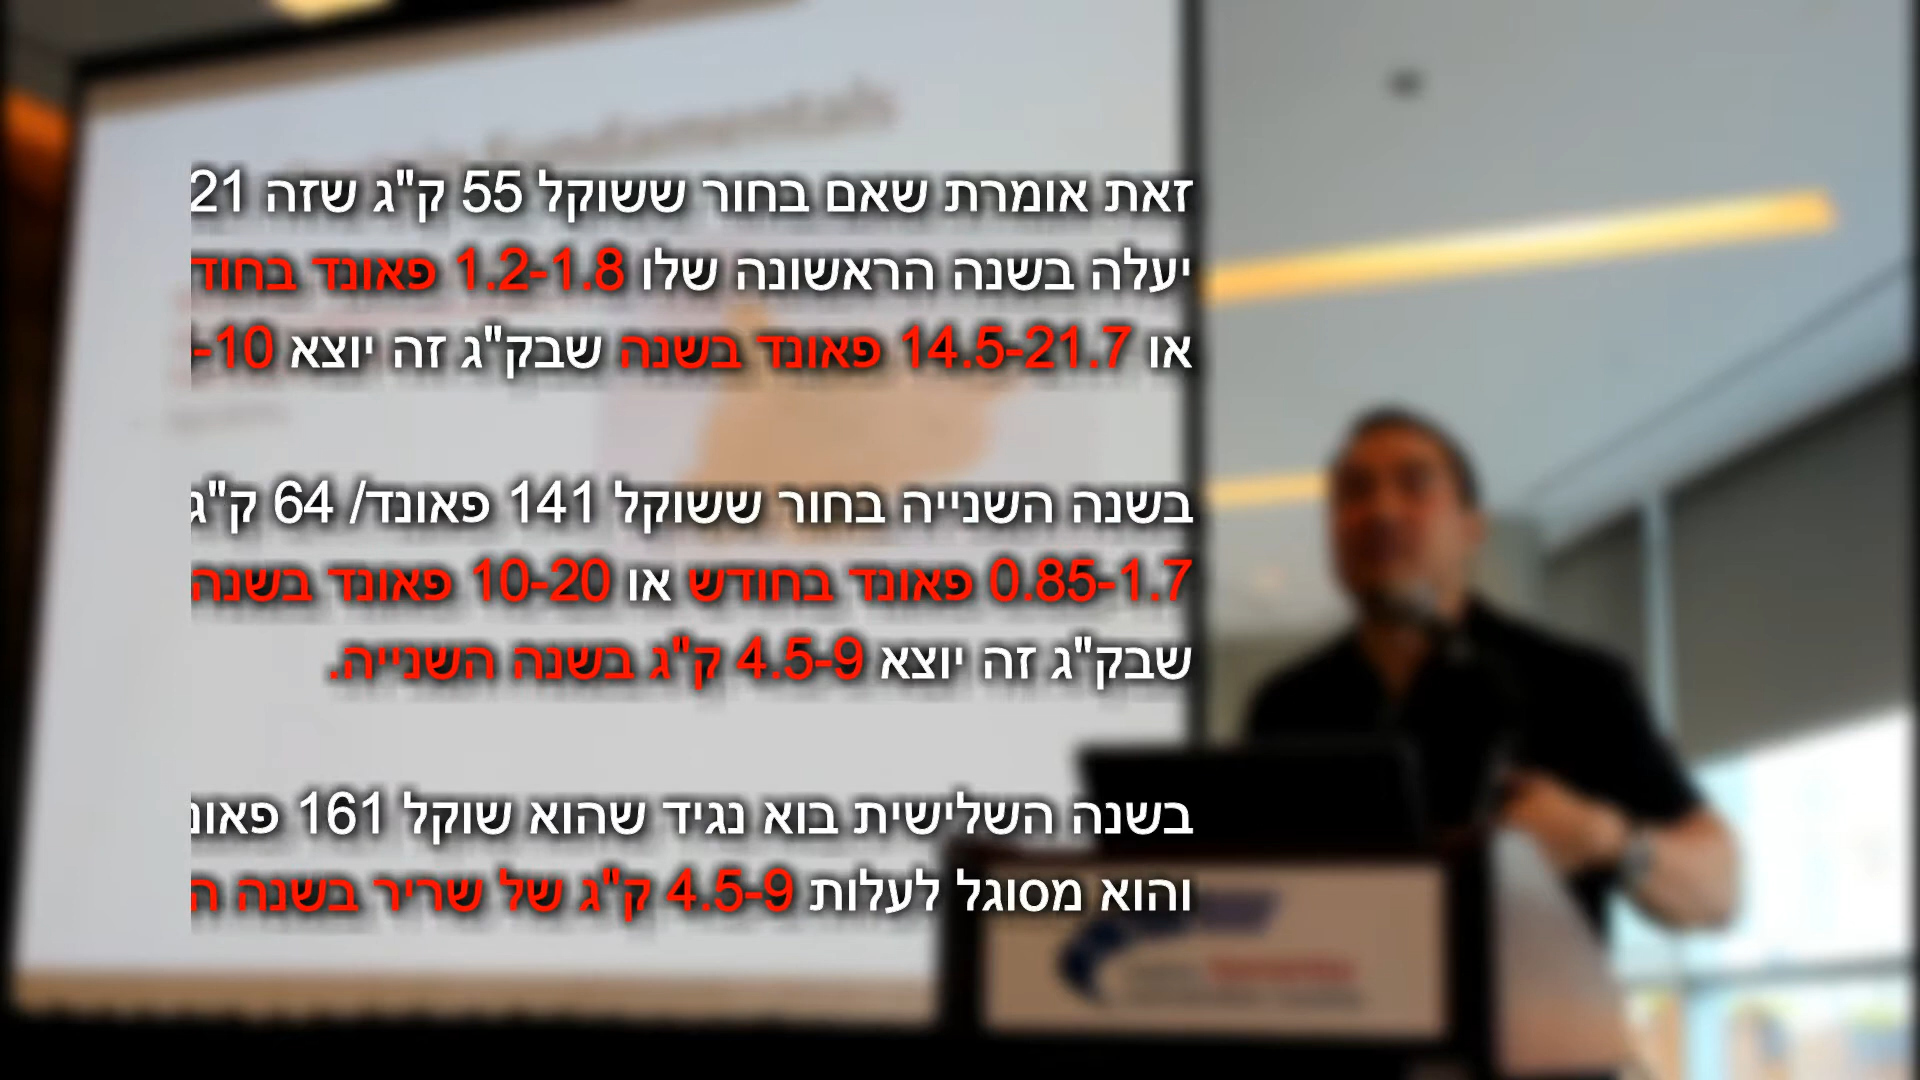 Fundamentals
זאת אומרת שאם בחור ששוקל 55 ק"ג שזה 21
יעלה בשנה הראשונה שלו 1.2-1.8 פאונד בחוד
או 14.5-21.7 פאונד בשנה שבק"ג זה יוצא 10-
בשנה השנייה בחור ששוקל 141 פאונד/ 64 ק"ג
0.85-1.7 פאונד בחודש או 10-20 פאונד בשנה
שבק"ג זה יוצא 4.5-9 ק"ג בשנה השנייה.
בשנה השלישית בוא נגיד שהוא שוקל 161 פאונ
והוא מסוגל לעלות 4.5-9 ק"ג של שריר בשנה ה